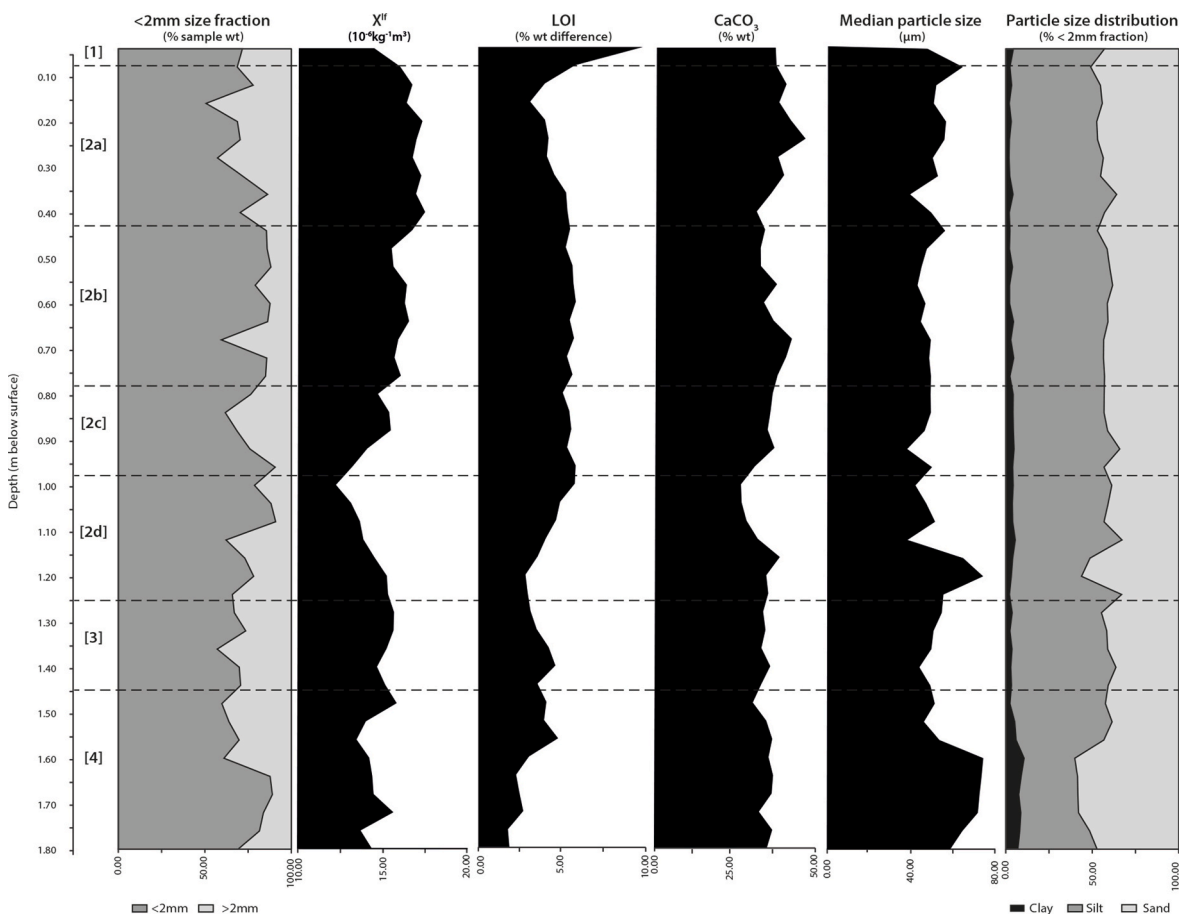 <2mm size fraction
(% sample wt)
Xˡᶠ
(10⁻⁶kg⁻¹m³)
LOI
(% wt difference)
CaCO₃
(% wt)
Median particle size
(µm)
Particle size distribution
(% < 2mm fraction)
Depth (m below surface)
0.10
0.20
0.30
0.40
0.50
0.60
0.70
0.80
0.90
1.00
1.10
1.20
1.30
1.40
1.50
1.60
1.70
1.80
[1]
[2a]
[2b]
[2c]
[2d]
[3]
[4]
0.00
50.00
100.00
10.00
20.00
0.00
5.00
10.00
0.00
25.00
50.00
0.00
40.00
80.00
0.00
50.00
100.00
<2mm >2mm
Clay Silt Sand